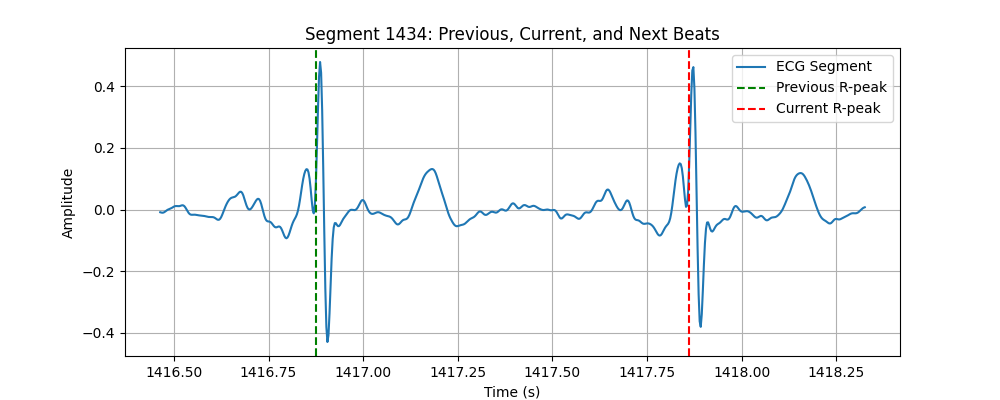 Segment 1434: Previous, Current, and Next Beats
ECG Segment
Previous R-peak
Current R-peak
Amplitude
0.4
0.2
0.0
−0.2
−0.4
1416.50 1416.75 1417.00 1417.25 1417.50 1417.75 1418.00 1418.25
Time (s)